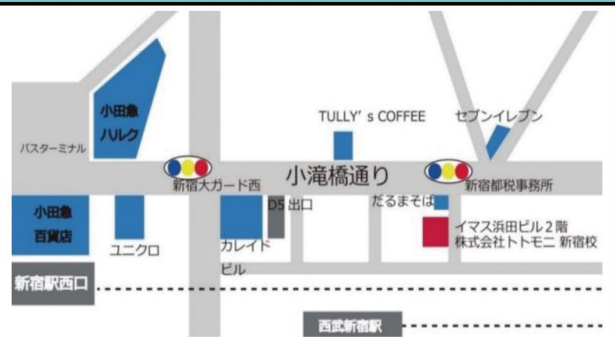 小田急
ハルク
バスターミナル
TULLY’s COFFEE
セブンイレブン
新宿大ガード西
小滝橋通り
新宿都税事務所
小田急
百貨店
ユニクロ
カレイド
ビル
D5 出口
だるまそば
イマス浜田ビル2階
株式会社トトモニ 新宿校
新宿駅西口
西武新宿駅